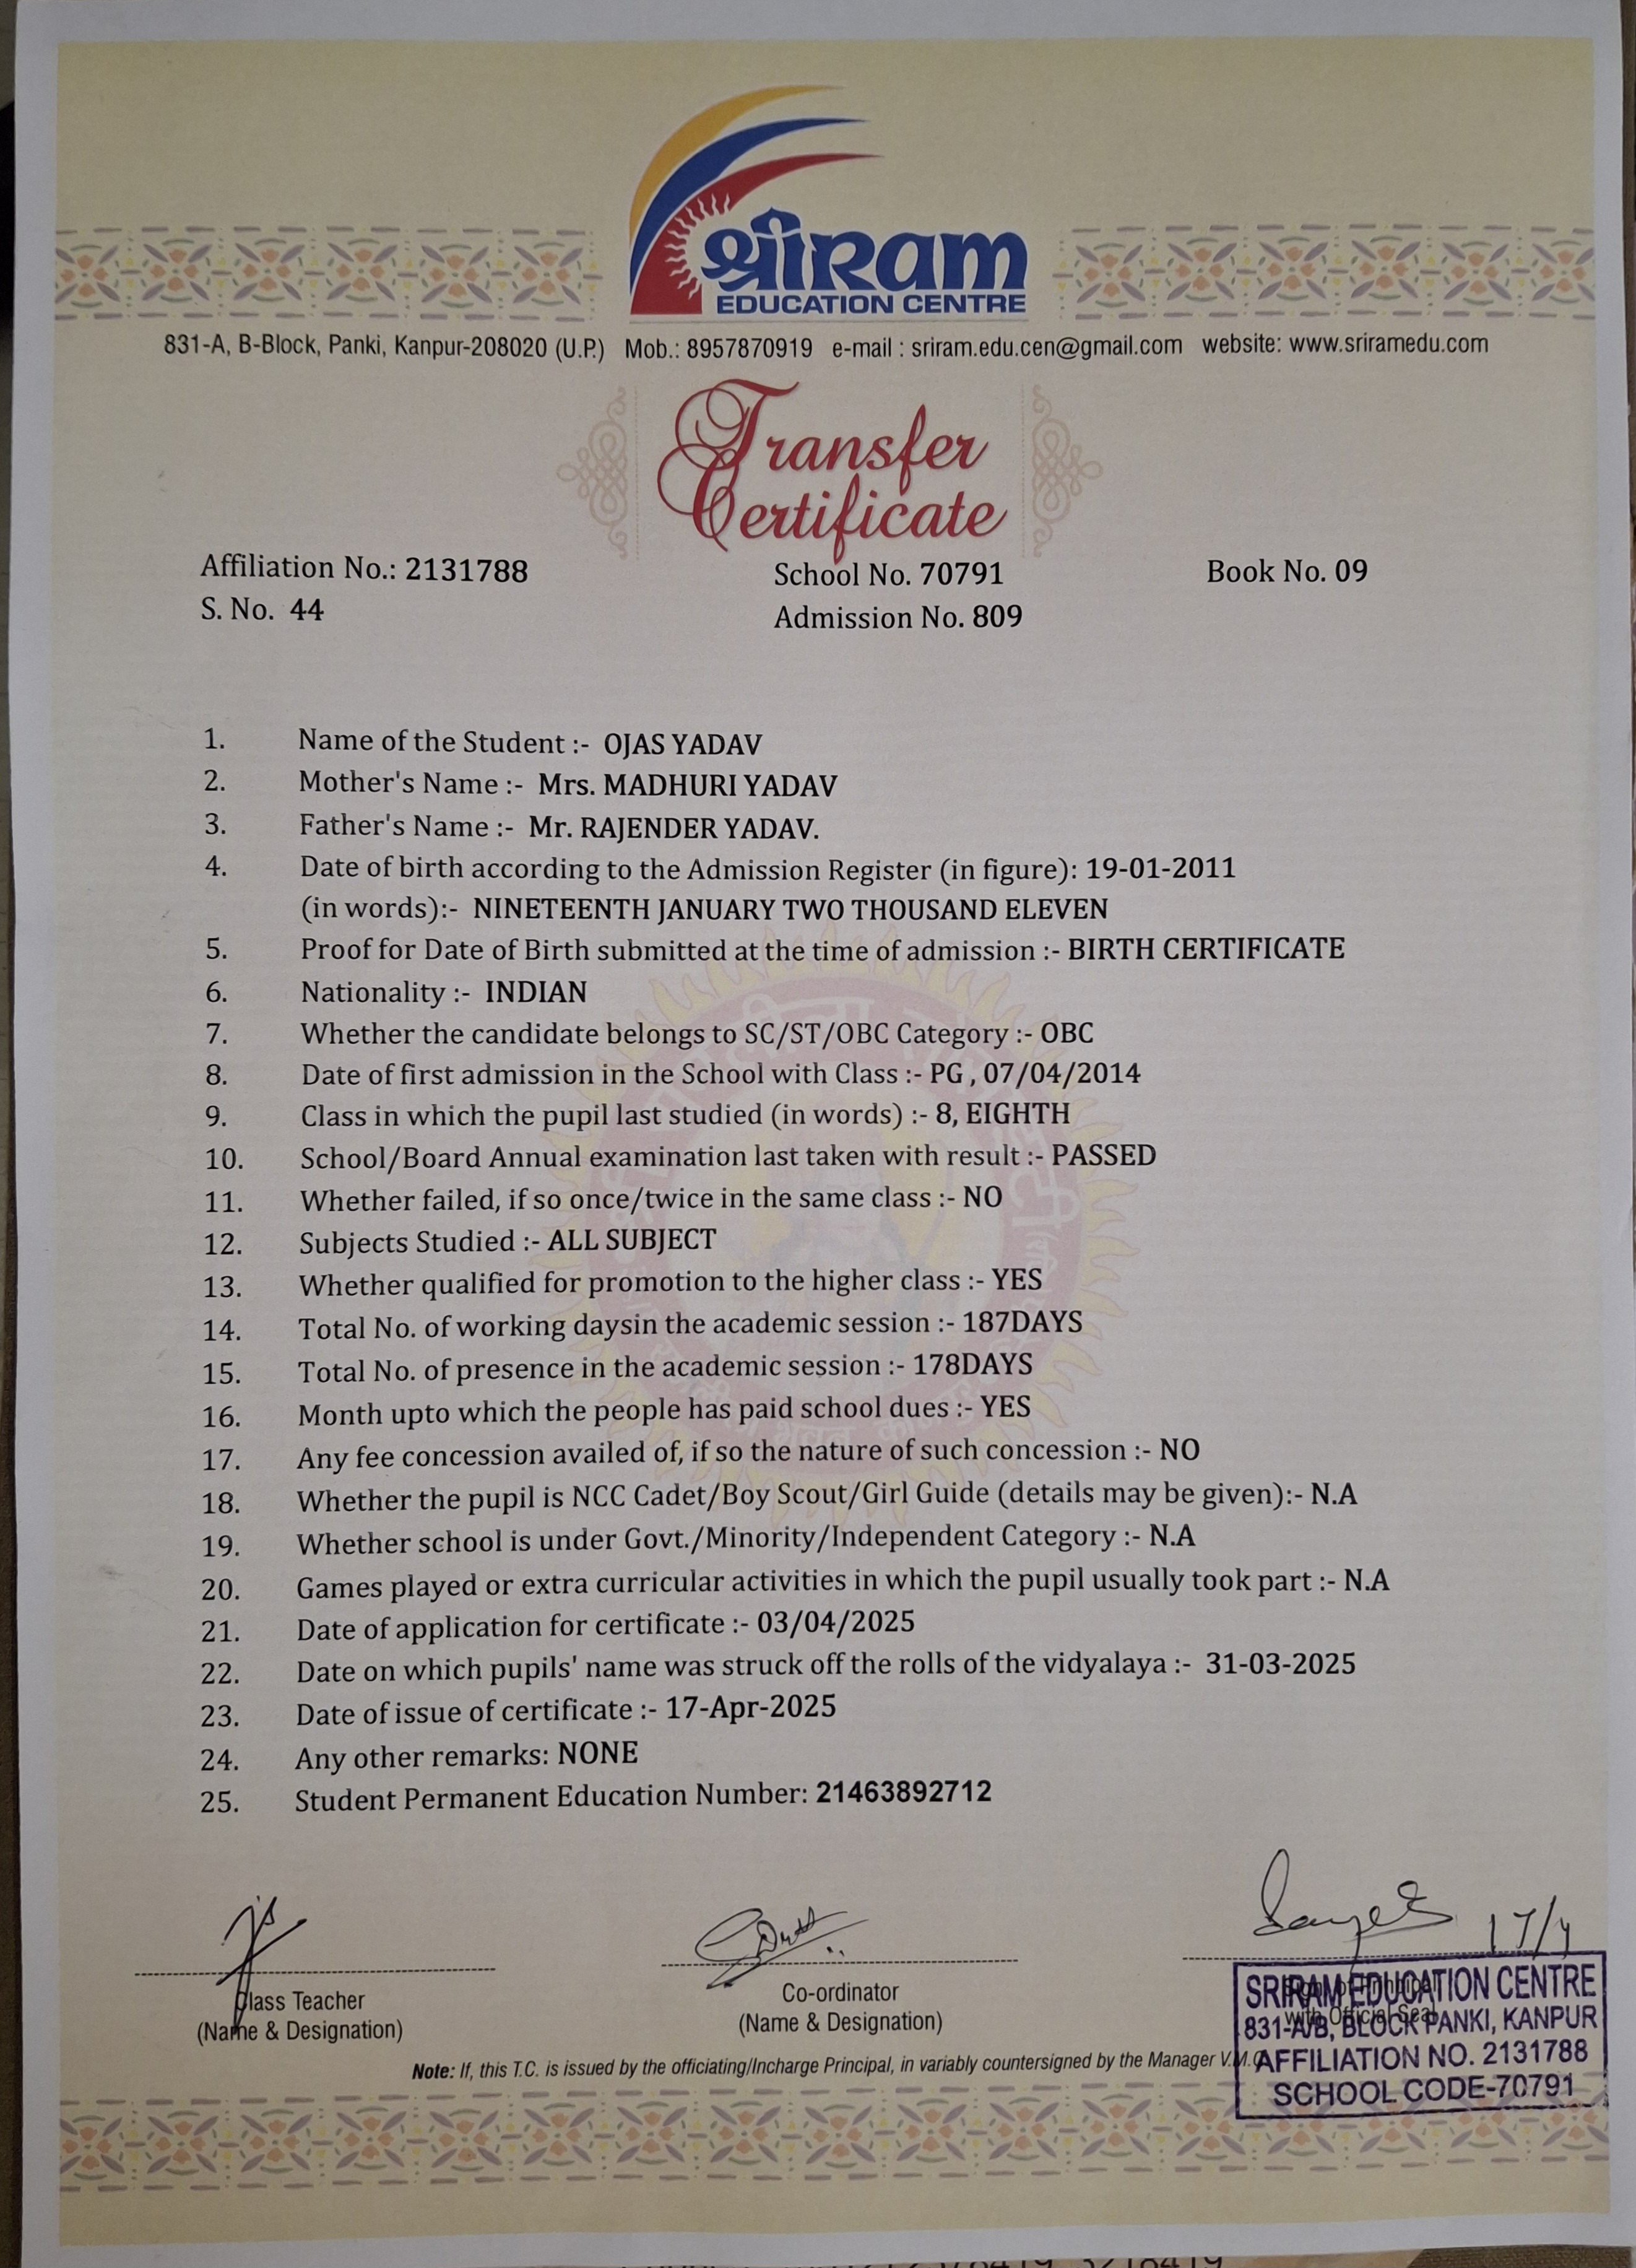 श्रीRam
EDUCATION CENTRE
831-A, B-Block, Panki, Kanpur-208020 (U.P.) Mob.: 8957870919 e-mail : sriram.edu.cen@gmail.com website: www.sriramedu.com
Transfer
Certificate
Affiliation No.: 2131788 School No. 70791 Book No. 09
S. No. 44 Admission No. 809
1. Name of the Student :- OJAS YADAV
2. Mother's Name :- Mrs. MADHURI YADAV
3. Father's Name :- Mr. RAJENDER YADAV.
4. Date of birth according to the Admission Register (in figure): 19-01-2011
(in words):- NINETEENTH JANUARY TWO THOUSAND ELEVEN
5. Proof for Date of Birth submitted at the time of admission :- BIRTH CERTIFICATE
6. Nationality :- INDIAN
7. Whether the candidate belongs to SC/ST/OBC Category :- OBC
8. Date of first admission in the School with Class :- PG , 07/04/2014
9. Class in which the pupil last studied (in words) :- 8, EIGHTH
10. School/Board Annual examination last taken with result :- PASSED
11. Whether failed, if so once/twice in the same class :- NO
12. Subjects Studied :- ALL SUBJECT
13. Whether qualified for promotion to the higher class :- YES
14. Total No. of working daysin the academic session :- 187DAYS
15. Total No. of presence in the academic session :- 178DAYS
16. Month upto which the people has paid school dues :- YES
17. Any fee concession availed of, if so the nature of such concession :- NO
18. Whether the pupil is NCC Cadet/Boy Scout/Girl Guide (details may be given):- N.A
19. Whether school is under Govt./Minority/Independent Category :- N.A
20. Games played or extra curricular activities in which the pupil usually took part :- N.A
21. Date of application for certificate :- 03/04/2025
22. Date on which pupils' name was struck off the rolls of the vidyalaya :- 31-03-2025
23. Date of issue of certificate :- 17-Apr-2025
24. Any other remarks: NONE
25. Student Permanent Education Number: 21463892712
17/4
Class Teacher
(Name & Designation)
Co-ordinator
(Name & Designation)
with Official Seal
SRIRAM EDUCATION CENTRE
831-A/B, BLOCK PANKI, KANPUR
AFFILIATION NO. 2131788
SCHOOL CODE-70791
Note: If, this T.C. is issued by the officiating/Incharge Principal, in variably countersigned by the Manager V.M.C